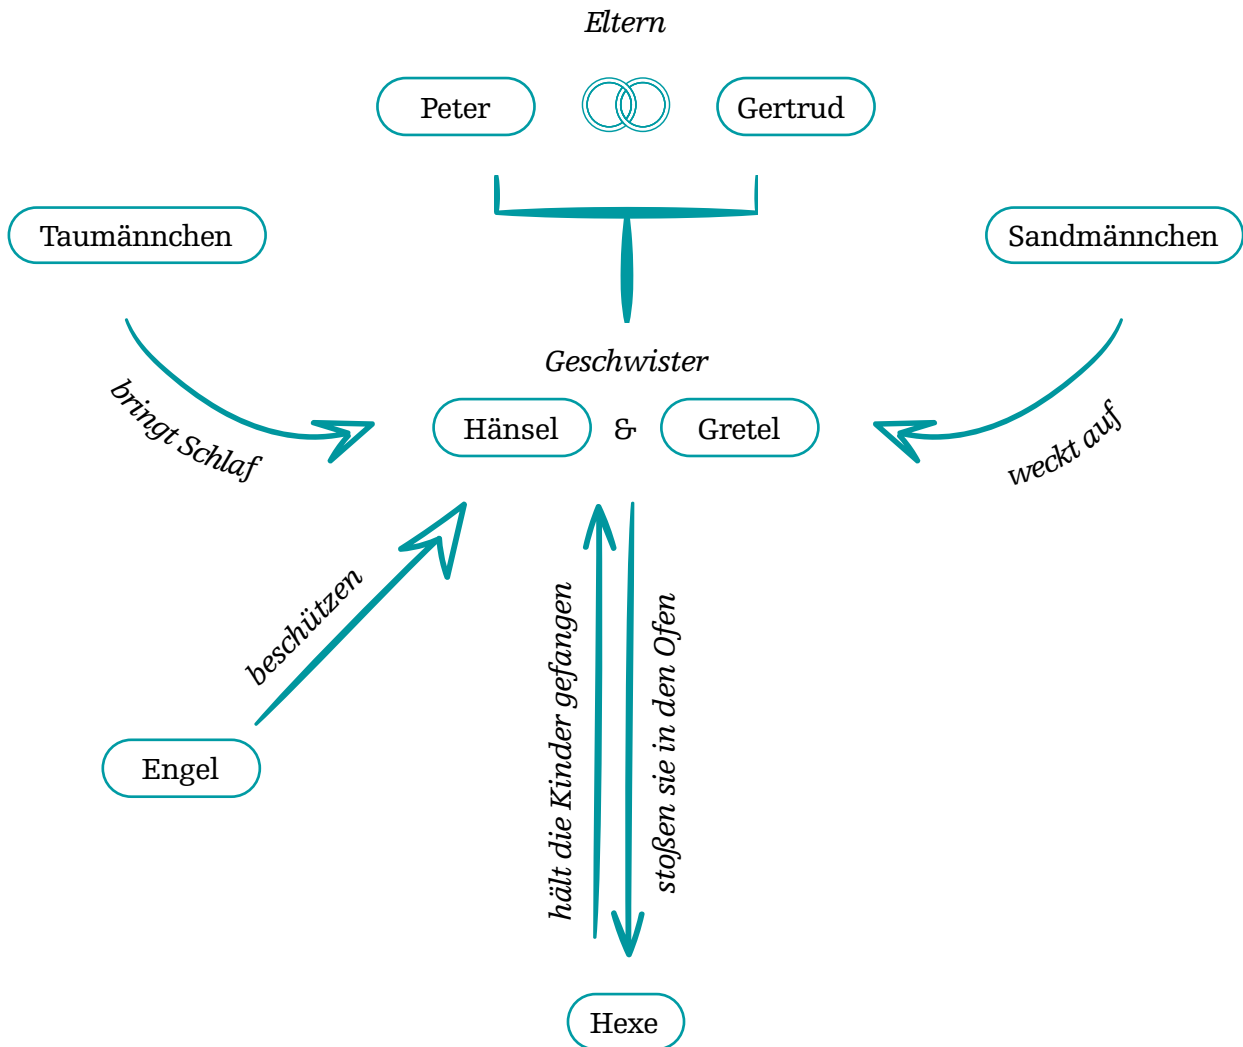 Eltern
Peter
Gertrud
Taumännchen
Sandmännchen
Geschwister
bringt Schlaf
Hänsel & Gretel
weckt auf
beschützen
hält die Kinder gefangen
stoßen sie in den Ofen
Engel
Hexe